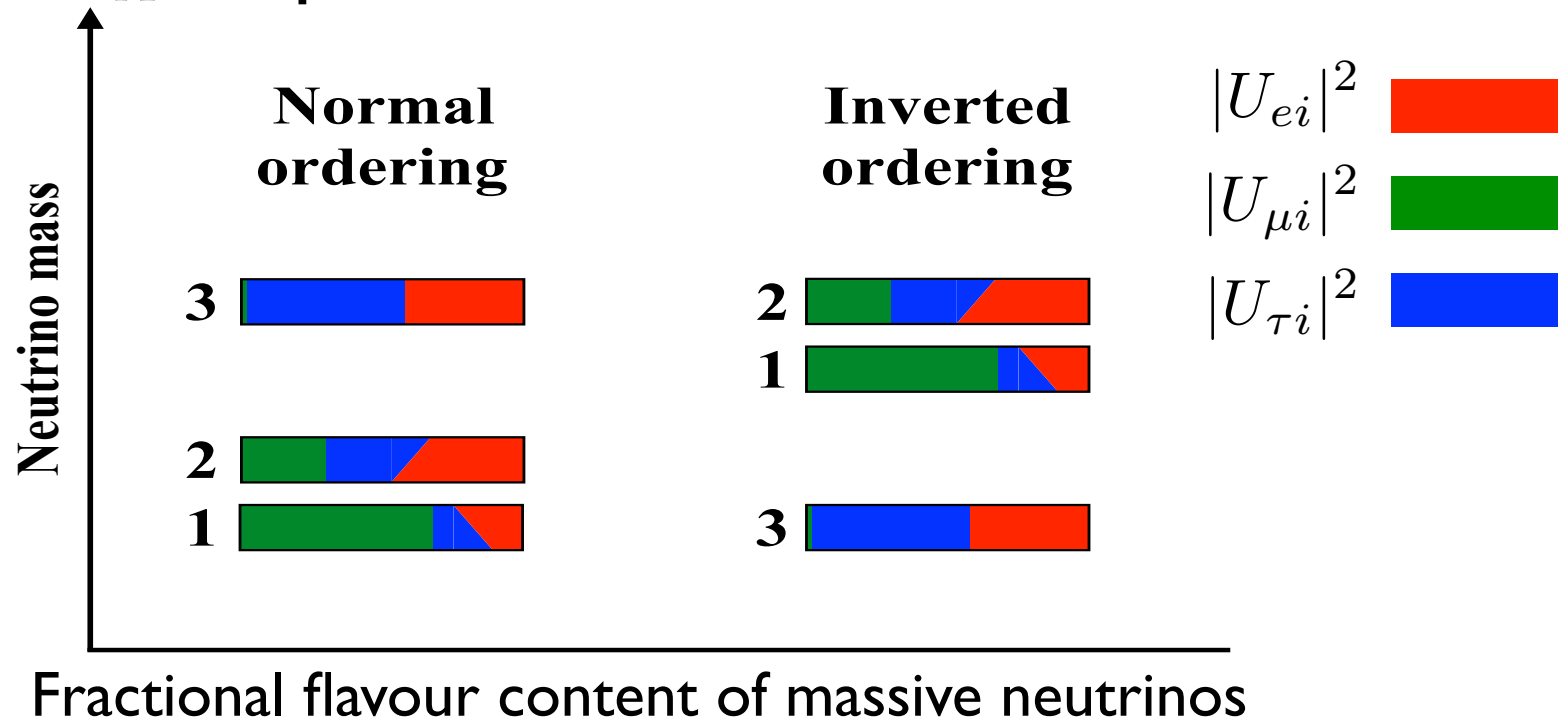 Normal
ordering
Inverted
ordering
|U_{ei}|^2
|U_{μi}|^2
|U_{τi}|^2
Neutrino mass
3
2
1
2
1
3
Fractional flavour content of massive neutrinos